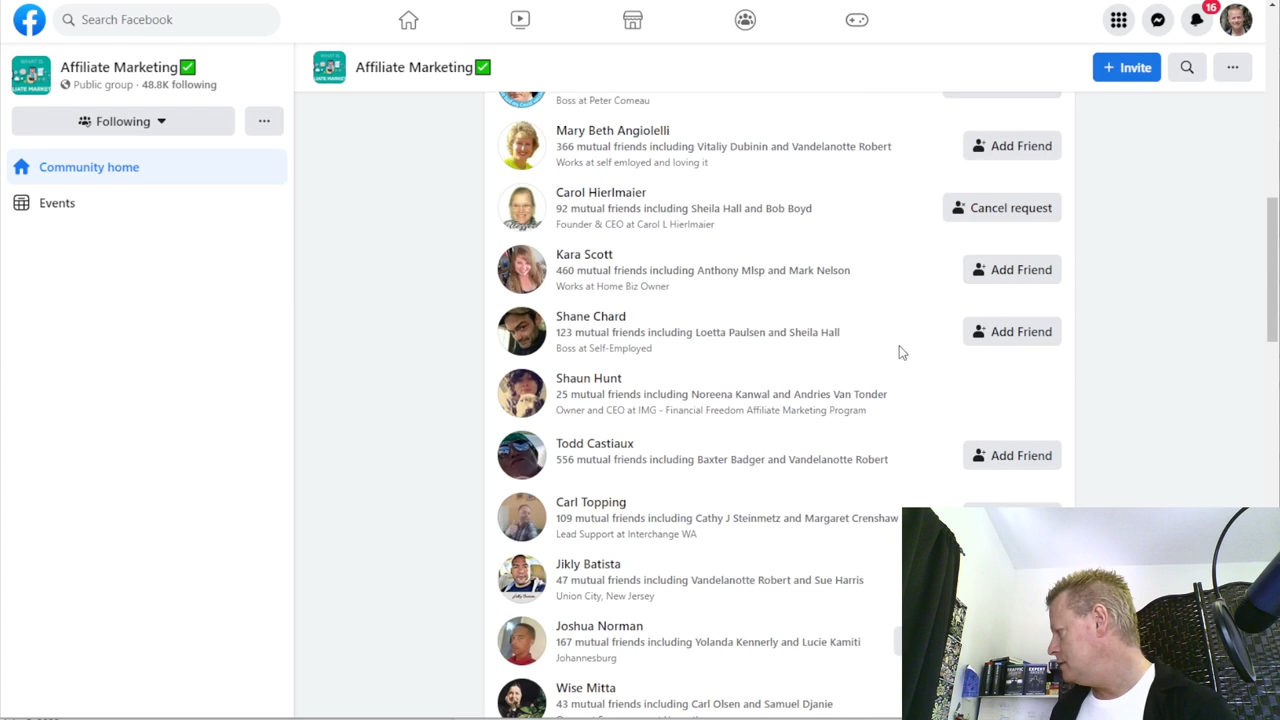 Search Facebook
16
Affiliate Marketing✅
Public group · 48.8K following
Following
Community home
Events
Affiliate Marketing✅
+ Invite
Boss at Peter Comeau
Mary Beth Angiolelli
366 mutual friends including Vitaliy Dubinin and Vandelanotte Robert
Works at self emloyed and loving it
Add Friend
Carol Hierlmaier
92 mutual friends including Sheila Hall and Bob Boyd
Founder & CEO at Carol L Hierlmaier
Cancel request
Kara Scott
460 mutual friends including Anthony Mlsp and Mark Nelson
Works at Home Biz Owner
Add Friend
Shane Chard
123 mutual friends including Loetta Paulsen and Sheila Hall
Boss at Self-Employed
Add Friend
Shaun Hunt
25 mutual friends including Noreena Kanwal and Andries Van Tonder
Owner and CEO at IMG - Financial Freedom Affiliate Marketing Program
Todd Castiaux
556 mutual friends including Baxter Badger and Vandelanotte Robert
Add Friend
Carl Topping
109 mutual friends including Cathy J Steinmetz and Margaret Crenshaw
Lead Support at Interchange WA
Jikly Batista
47 mutual friends including Vandelanotte Robert and Sue Harris
Union City, New Jersey
Joshua Norman
167 mutual friends including Yolanda Kennerly and Lucie Kamiti
Johannesburg
Wise Mitta
43 mutual friends including Carl Olsen and Samuel Djanie
TRAFFIC
EXPERT